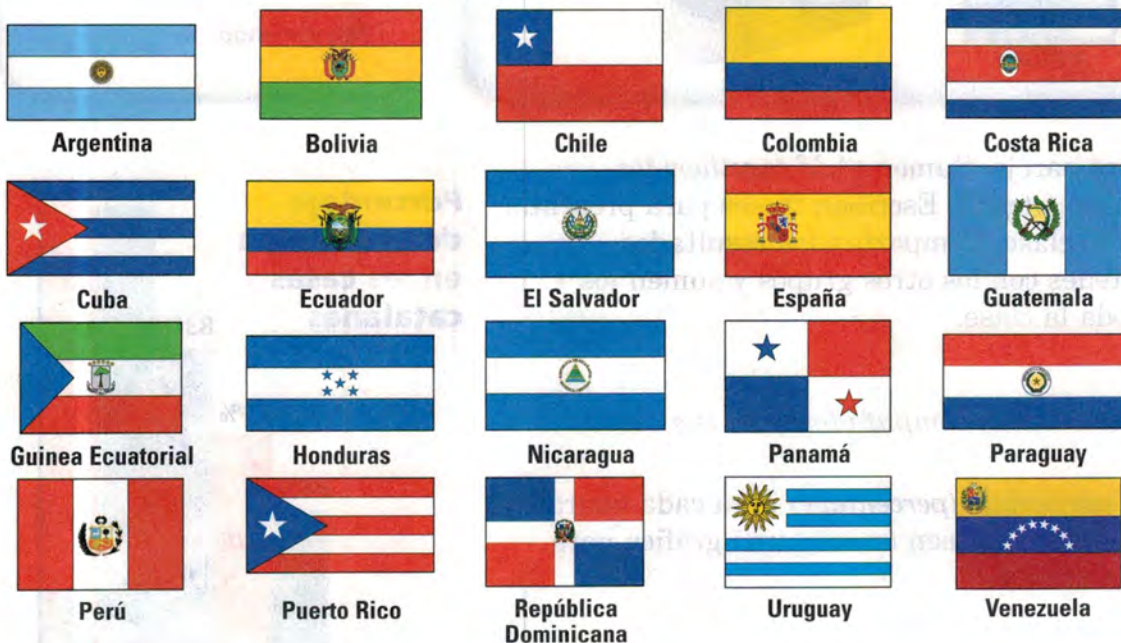 Argentina
Bolivia
Chile
Colombia
Costa Rica
Cuba
Ecuador
El Salvador
España
Guatemala
Guinea Ecuatorial
Honduras
Nicaragua
Panamá
Paraguay
Perú
Puerto Rico
República
Dominicana
Uruguay
Venezuela